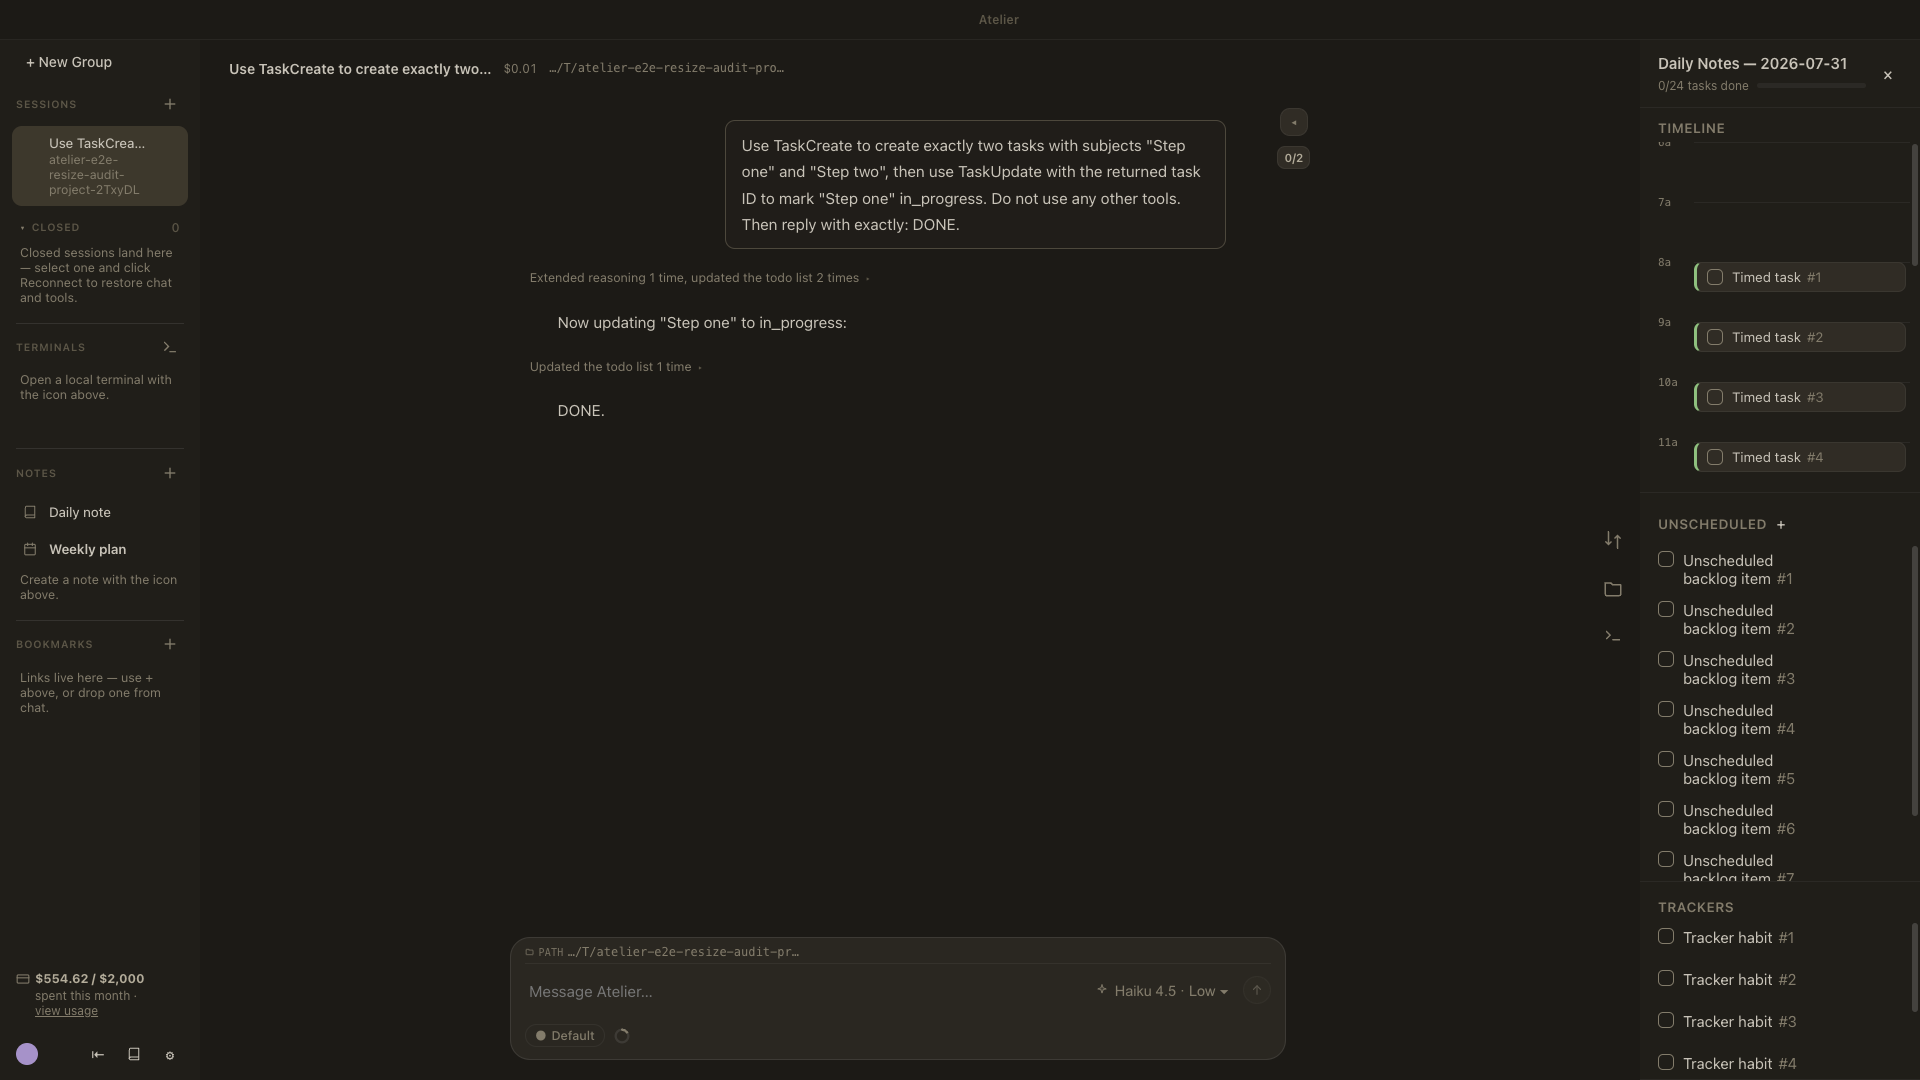 Atelier
+ New Group
SESSIONS
Use TaskCrea...
atelier-e2e-
resize-audit-
project-2TxyDL
CLOSED 0
Closed sessions land here
— select one and click
Reconnect to restore chat
and tools.
TERMINALS
Open a local terminal with
the icon above.
NOTES
Daily note
Weekly plan
Create a note with the icon
above.
BOOKMARKS
Links live here — use +
above, or drop one from
chat.
$554.62 / $2,000
spent this month ·
view usage
Use TaskCreate to create exactly two... $0.01 …/T/atelier-e2e-resize-audit-pro…
Use TaskCreate to create exactly two tasks with subjects "Step
one" and "Step two", then use TaskUpdate with the returned task
ID to mark "Step one" in_progress. Do not use any other tools.
Then reply with exactly: DONE.
0/2
Extended reasoning 1 time, updated the todo list 2 times
Now updating "Step one" to in_progress:
Updated the todo list 1 time
DONE.
PATH …/T/atelier-e2e-resize-audit-pr…
Message Atelier...
Haiku 4.5 · Low
Default
Daily Notes — 2026-07-31
0/24 tasks done
TIMELINE
6a
7a
8a
Timed task #1
9a
Timed task #2
10a
Timed task #3
11a
Timed task #4
UNSCHEDULED +
Unscheduled
backlog item #1
Unscheduled
backlog item #2
Unscheduled
backlog item #3
Unscheduled
backlog item #4
Unscheduled
backlog item #5
Unscheduled
backlog item #6
Unscheduled
backlog item #7
TRACKERS
Tracker habit #1
Tracker habit #2
Tracker habit #3
Tracker habit #4